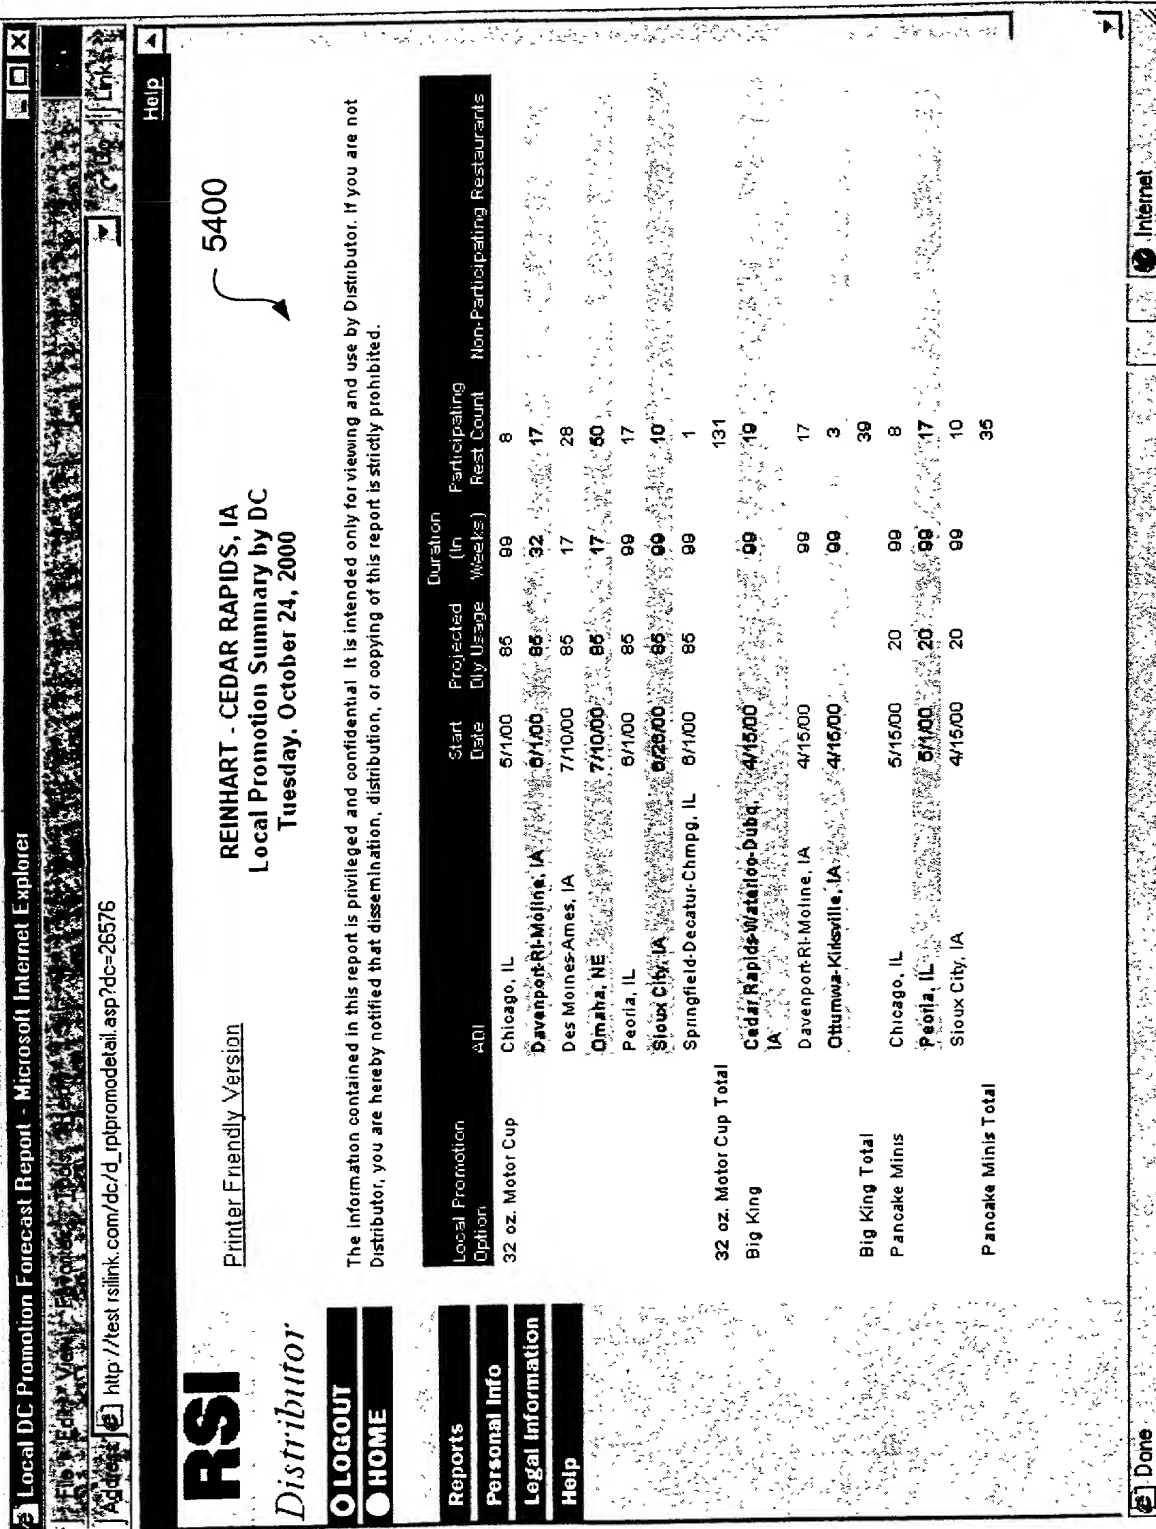 Local DC Promotion Forecast Report - Microsoft Internet Explorer
File Edit View Favorites Tools
Address http://test rsilink.com/dc/d_rptpromodetail.asp?dc=26576 Go Links
Help
RSI
Distributor
LOGOUT
HOME
Reports
Personal Info
Legal Information
Help
Printer Friendly Version
REINHART - CEDAR RAPIDS, IA
Local Promotion Summary by DC
Tuesday. October 24, 2000
5400
The information contained in this report is privileged and confidential It is intended only for viewing and use by Distributor. If you are not
Distributor, you are hereby notified that dissemination, distribution, or copying of this report is strictly prohibited.
Local Promotion Option ADI Start Date Projected Dly Usage Duration (In Weeks) Participating Rest Count Non-Participating Restaurants
32 oz. Motor Cup Chicago, IL 5/1/00 85 99 8
Davenport-RI-Moline, IA 6/1/00 85 32 17
Des Moines-Ames, IA 7/10/00 85 17 28
Omaha, NE 7/10/00 85 17 50
Peoria, IL 6/1/00 85 99 17
Sioux City, IA 6/26/00 85 99 10
Springfield-Decatur-Chmpg, IL 6/1/00 85 99 1
32 oz. Motor Cup Total 131
Big King Cedar Rapids-Waterloo-Dubq, IA 4/15/00 99 19
Davenport-RI-Moline, IA 4/15/00 99 17
Ottumwa-Kirksville, IA 4/15/00 99 3
Big King Total 39
Pancake Minis Chicago, IL 5/15/00 20 99 8
Peoria, IL 5/1/00 20 99 17
Sioux City, IA 4/15/00 20 99 10
Pancake Minis Total 35
Done
Internet